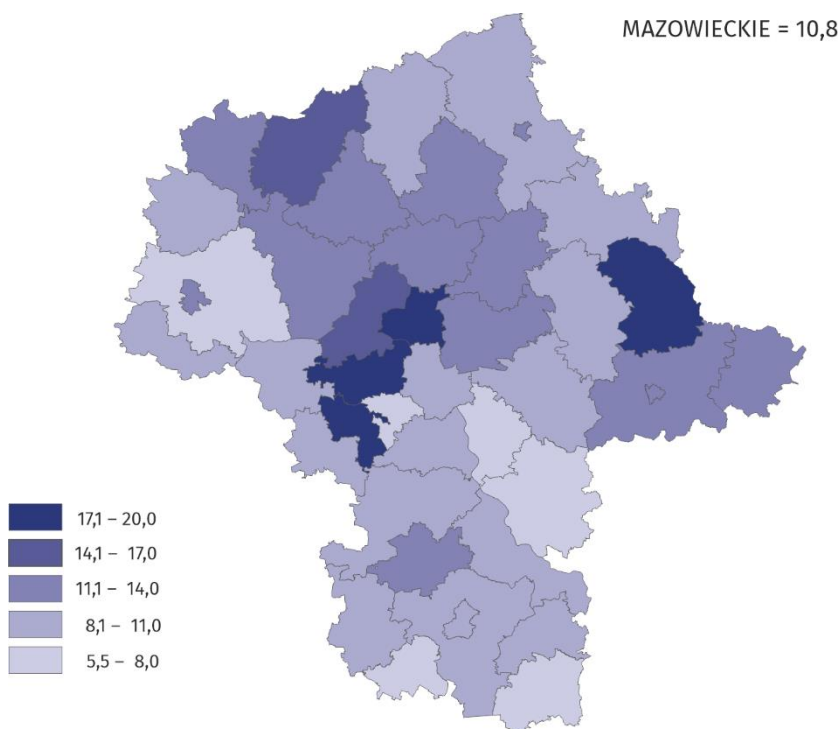 MAZOWIECKIE = 10,8
17,1 – 20,0
14,1 – 17,0
11,1 – 14,0
8,1 – 11,0
5,5 – 8,0